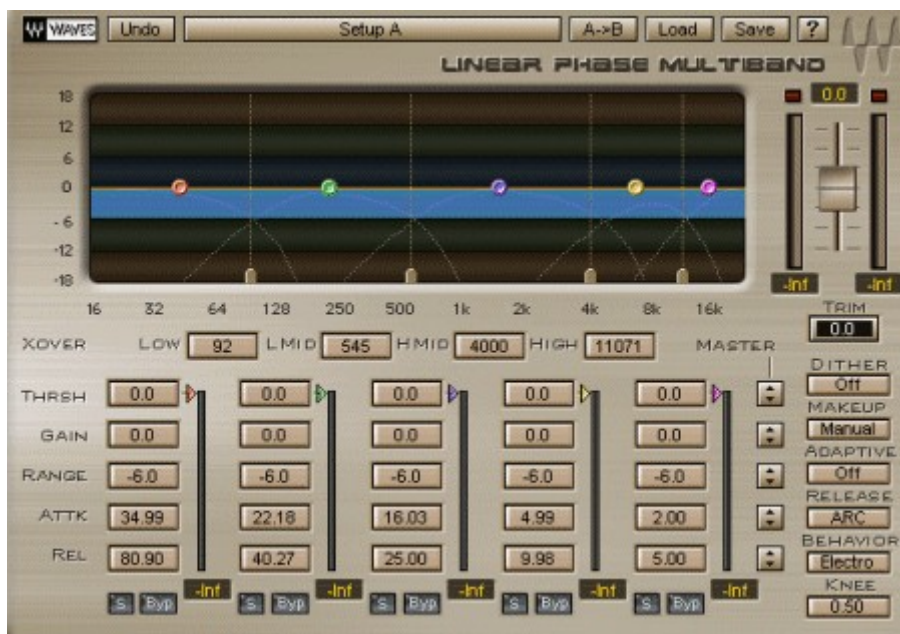 WAVES Undo Setup A A->B Load Save ?
LINEAR PHASE MULTIBAND
18
12
6
0
-6
-12
-18
0.0
-Inf -Inf
16 32 64 128 250 500 1k 2k 4k 8k 16k
TRIM
0.0
XOVER LOW 92 LMID 545 HMID 4000 HIGH 11071 MASTER
DITHER
Off
THRSH 0.0 0.0 0.0 0.0 0.0
MAKEUP
Manual
GAIN 0.0 0.0 0.0 0.0 0.0
ADAPTIVE
Off
RANGE -6.0 -6.0 -6.0 -6.0 -6.0
RELEASE
ARC
ATTK 34.99 22.18 16.03 4.99 2.00
BEHAVIOR
Electro
REL 80.90 40.27 25.00 9.98 5.00
KNEE
0.50
-Inf -Inf -Inf -Inf -Inf
S Byp S Byp S Byp S Byp S Byp